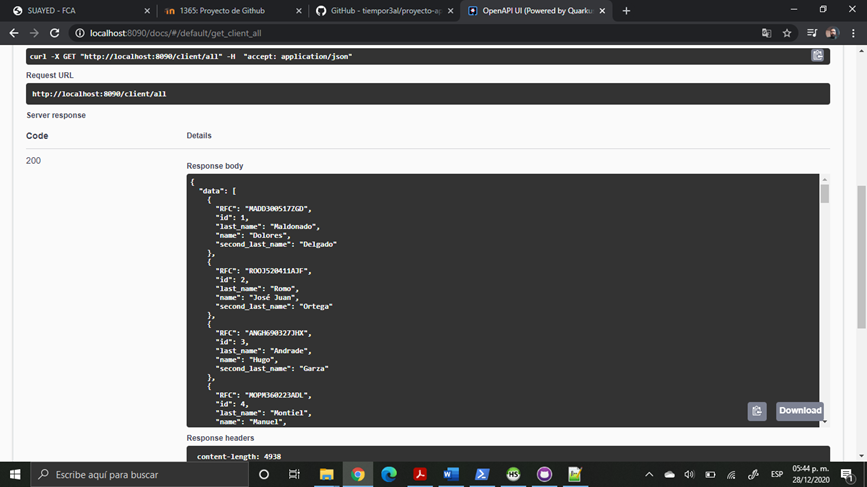 SUAYED - FCA
1365: Proyecto de Github
GitHub - tiempor3al/proyecto-ap
OpenAPI UI (Powered by Quarku
localhost:8090/docs/#/default/get_client_all
curl -X GET "http://localhost:8090/client/all" -H "accept: application/json"
Request URL
http://localhost:8090/client/all
Server response
Code
Details
200
Response body
{
"data": [
{
"RFC": "MADD300517ZGD",
"id": 1,
"last_name": "Maldonado",
"name": "Dolores",
"second_last_name": "Delgado"
},
{
"RFC": "ROOJ520411AJF",
"id": 2,
"last_name": "Romo",
"name": "José Juan",
"second_last_name": "Ortega"
},
{
"RFC": "ANGH690327JHX",
"id": 3,
"last_name": "Andrade",
"name": "Hugo",
"second_last_name": "Garza"
},
{
"RFC": "MOPM360223ADL",
"id": 4,
"last_name": "Montiel",
"name": "Manuel",
Download
Response headers
content-length: 4938
Escribe aquí para buscar
ESP
05:44 p. m.
28/12/2020